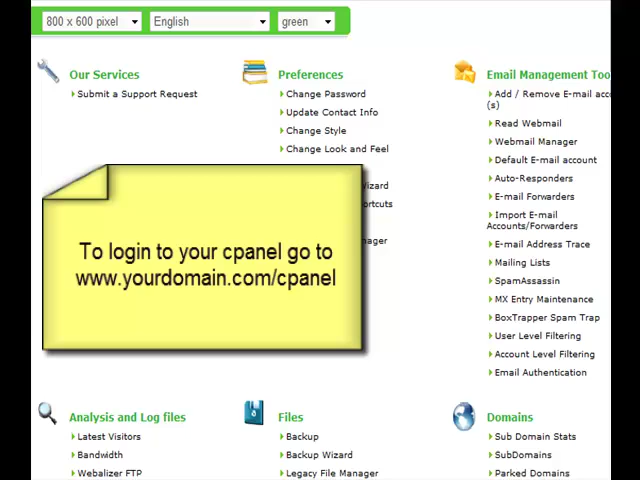 800 x 600 pixel
English
green
Our Services
Submit a Support Request
Preferences
Change Password
Update Contact Info
Change Style
Change Look and Feel
Wizard
To login to your cpanel go to
www.yourdomain.com/cpanel
Email Management Too
Add / Remove E-mail acc
(s)
Read Webmail
Webmail Manager
Default E-mail account
Auto-Responders
E-mail Forwarders
Import E-mail
Accounts/Forwarders
E-mail Address Trace
Mailing Lists
SpamAssassin
MX Entry Maintenance
BoxTrapper Spam Trap
User Level Filtering
Account Level Filtering
Email Authentication
Analysis and Log files
Latest Visitors
Bandwidth
Webalizer FTP
Files
Backup
Backup Wizard
Legacy File Manager
Domains
Sub Domain Stats
SubDomains
Parked Domains